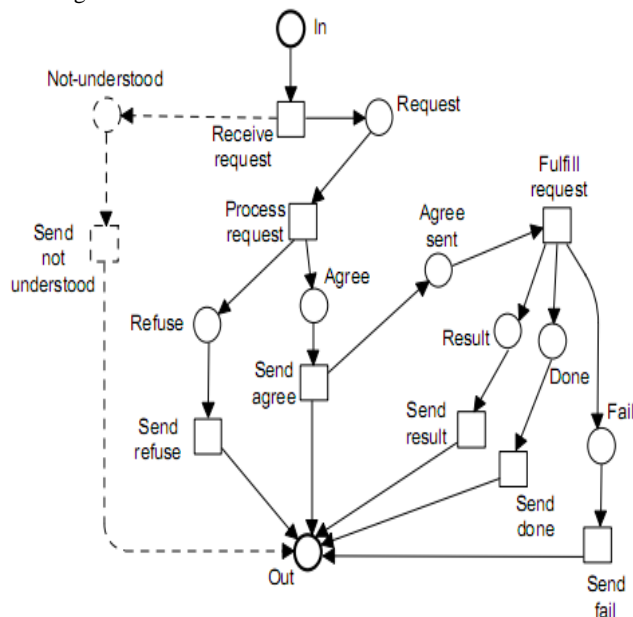 In
Not-understood
Request
Receive
request
Fulfill
request
Process
request
Agree
sent
Send
not
understood
Agree
Refuse
Result
Done
Send
agree
Send
result
Fail
Send
refuse
Send
done
Out
Send
fail